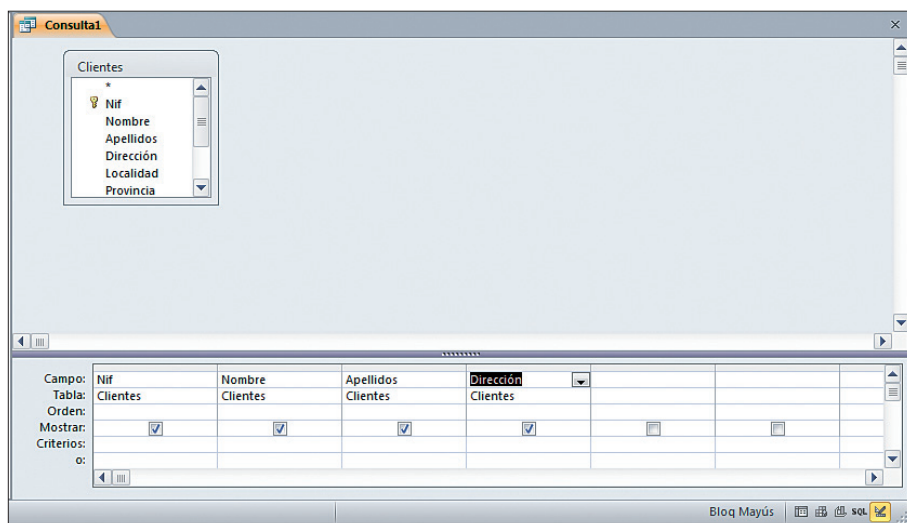 Consulta1
Clientes
*
Nif
Nombre
Apellidos
Dirección
Localidad
Provincia
Campo: Nif Nombre Apellidos Dirección
Tabla: Clientes Clientes Clientes Clientes
Orden:
Mostrar:
Criterios:
o:
Bloq Mayús SQL